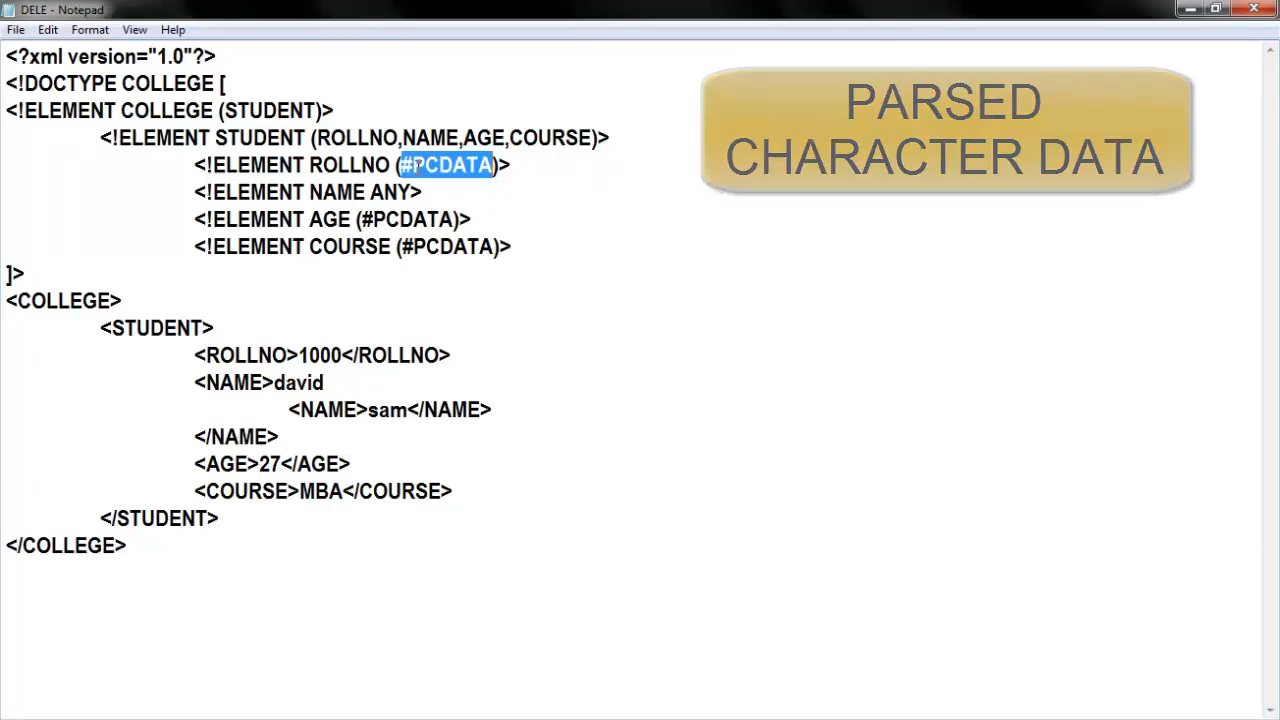 DELE - Notepad
File Edit Format View Help
<?xml version="1.0"?>
<!DOCTYPE COLLEGE [
<!ELEMENT COLLEGE (STUDENT)>
<!ELEMENT STUDENT (ROLLNO,NAME,AGE,COURSE)>
<!ELEMENT ROLLNO (#PCDATA)>
<!ELEMENT NAME ANY>
<!ELEMENT AGE (#PCDATA)>
<!ELEMENT COURSE (#PCDATA)>
]>
<COLLEGE>
<STUDENT>
<ROLLNO>1000</ROLLNO>
<NAME>david
<NAME>sam</NAME>
</NAME>
<AGE>27</AGE>
<COURSE>MBA</COURSE>
</STUDENT>
</COLLEGE>
PARSED
CHARACTER DATA